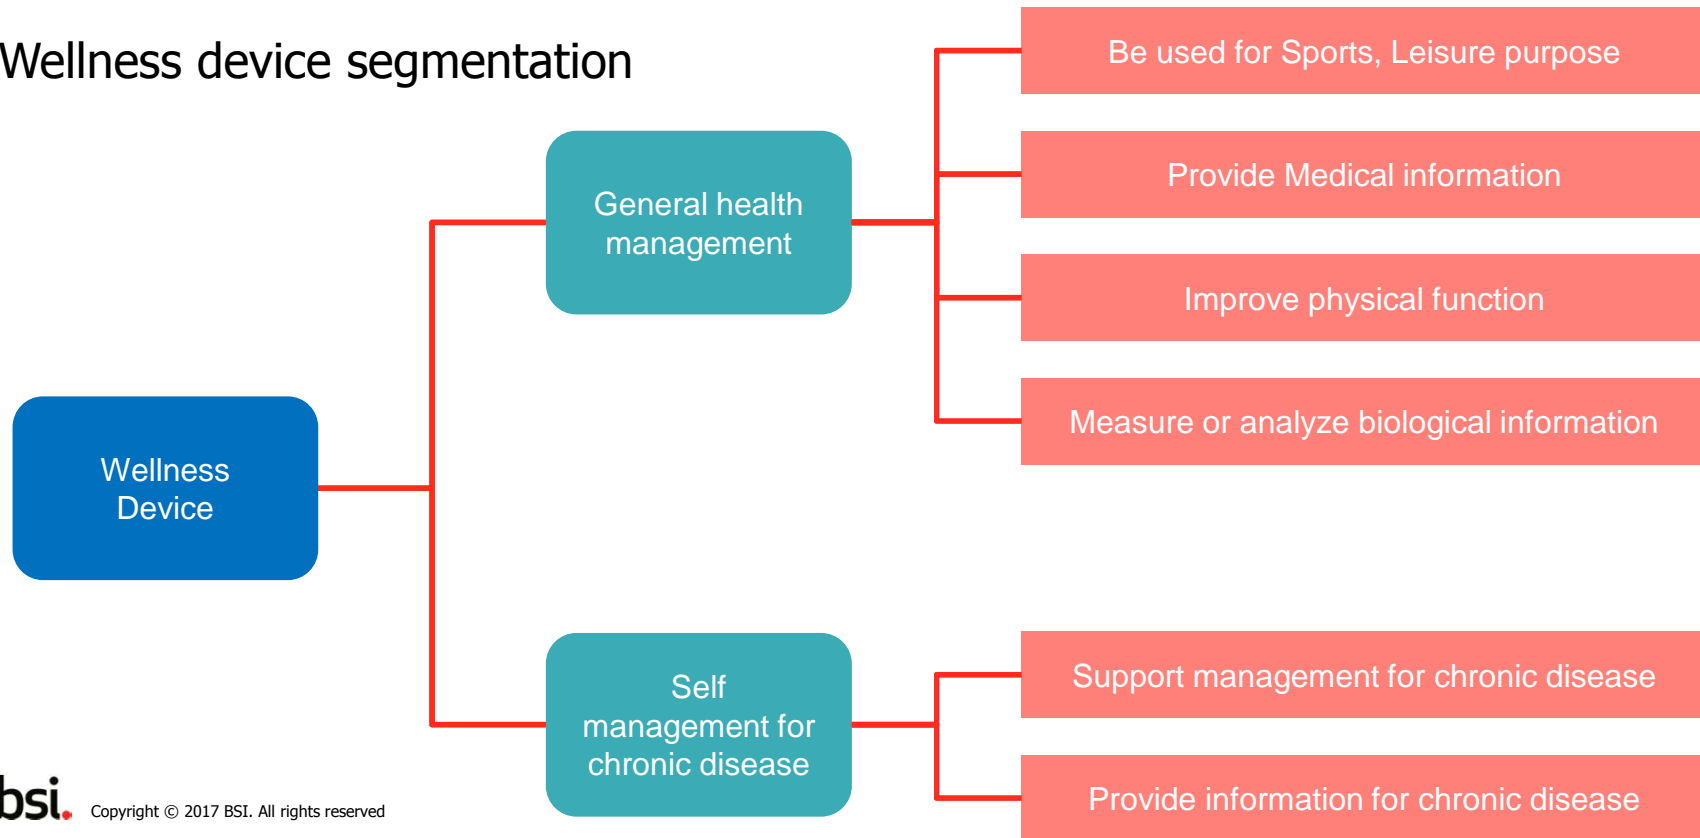 Wellness device segmentation
Be used for Sports, Leisure purpose
Provide Medical information
General health
management
Improve physical function
Measure or analyze biological information
Wellness
Device
Self
management for
chronic disease
Support management for chronic disease
Provide information for chronic disease
bsi.
Copyright © 2017 BSI. All rights reserved